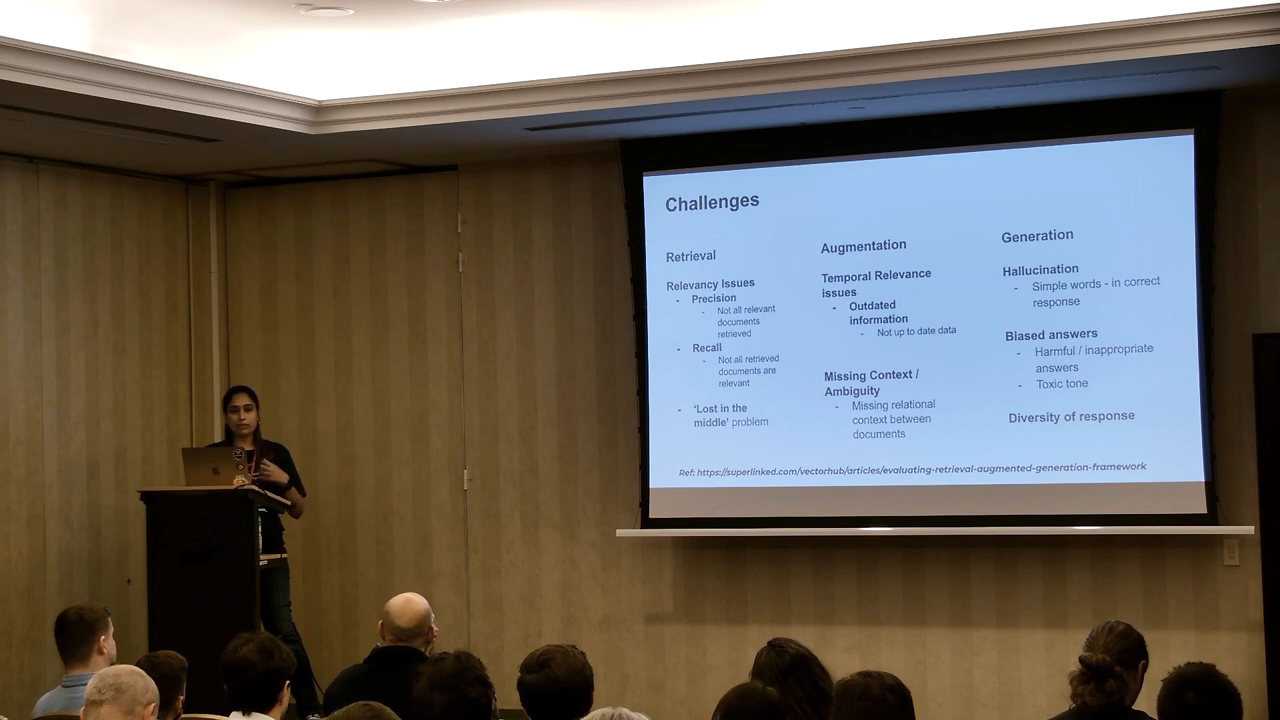 Challenges
Retrieval
Relevancy Issues
- Precision
- Not all relevant
documents
retrieved
- Recall
- Not all retrieved
documents are
relevant
- ‘Lost in the
middle’ problem
Augmentation
Temporal Relevance
issues
- Outdated
information
- Not up to date data
Missing Context /
Ambiguity
- Missing relational
context between
documents
Generation
Hallucination
- Simple words - in correct
response
Biased answers
- Harmful / inappropriate
answers
- Toxic tone
Diversity of response
Ref: https://superlinked.com/vectorhub/articles/evaluating-retrieval-augmented-generation-framework